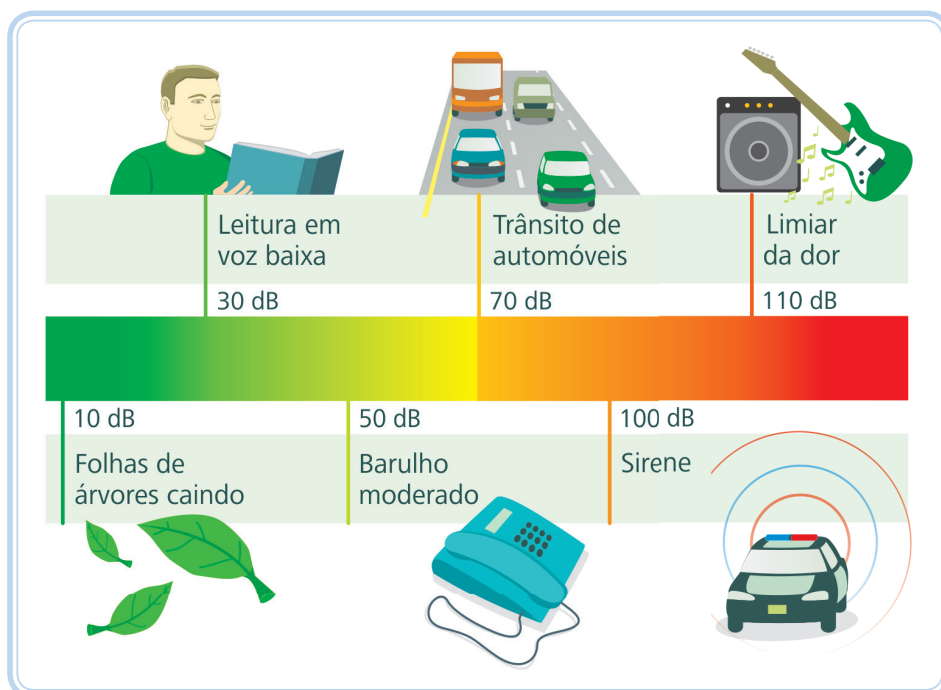 Leitura em
voz baixa
30 dB
Trânsito de
automóveis
70 dB
Limiar
da dor
110 dB
10 dB
Folhas de
árvores caindo
50 dB
Barulho
moderado
100 dB
Sirene